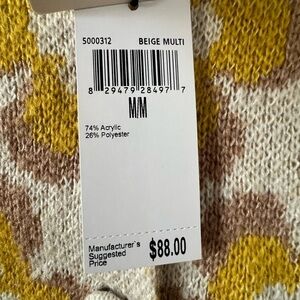 5000312 BEIGE MULTI
8 29479 28497 7
M/M
74% Acrylic
26% Polyester
Manufacturer's
Suggested
Price
$88.00